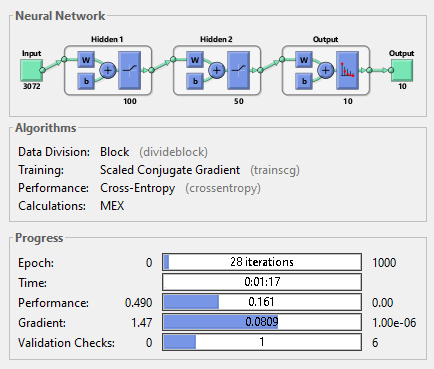 Neural Network
Hidden 1 Hidden 2 Output
Input Output
W W W
+ + +
b b b
3072 10
100 50 10
Algorithms
Data Division: Block (divideblock)
Training: Scaled Conjugate Gradient (trainscg)
Performance: Cross-Entropy (crossentropy)
Calculations: MEX
Progress
Epoch: 0 28 iterations 1000
Time: 0:01:17
Performance: 0.490 0.161 0.00
Gradient: 1.47 0.0809 1.00e-06
Validation Checks: 0 1 6